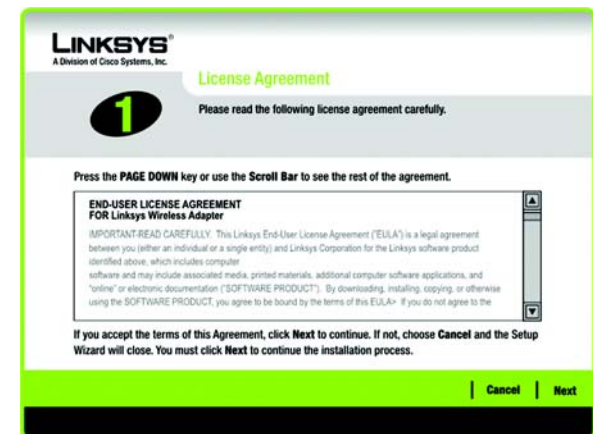 LINKSYS®
A Division of Cisco Systems, Inc.
License Agreement
1
Please read the following license agreement carefully.
Press the PAGE DOWN key or use the Scroll Bar to see the rest of the agreement.
END-USER LICENSE AGREEMENT
FOR Linksys Wireless Adapter
IMPORTANT-READ CAREFULLY: This Linksys End-User License Agreement ("EULA") is a legal agreement
between you (either an individual or a single entity) and Linksys Corporation for the Linksys software product
identified above, which includes computer
software and may include associated media, printed materials, additional computer software applications, and
"online" or electronic documentation ("SOFTWARE PRODUCT"). By downloading, installing, copying, or otherwise
using the SOFTWARE PRODUCT, you agree to be bound by the terms of this EULA> If you do not agree to the
If you accept the terms of this Agreement, click Next to continue. If not, choose Cancel and the Setup
Wizard will close. You must click Next to continue the installation process.
Cancel
Next